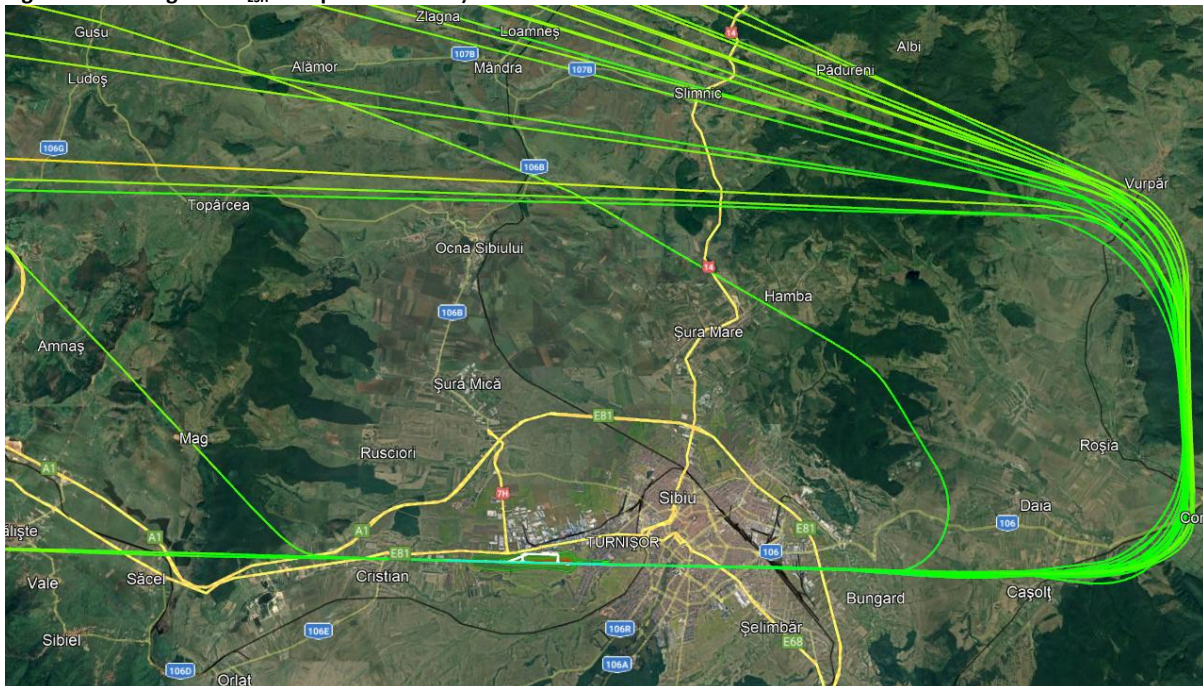 Zlagna
Gusu
Loamneş
14
Albi
107B
Alămor
Mândra
107B
Pădureni
Ludoş
Slimnic
106G
106B
Vurpăr
Topârcea
Ocna Sibiului
14
Hamba
106B
Şura Mare
Amnaş
Şura Mică
E81
Mag
Rusciori
Roşia
A1
7H
Sibiu
Daia
106
ălişte
A1
E81
TURNIŞOR
E81
106
Vale
Săcel
Cristian
Caşolţ
Bungard
Sibiel
106E
106R
Şelimbăr
E68
106D
106A
Orlat